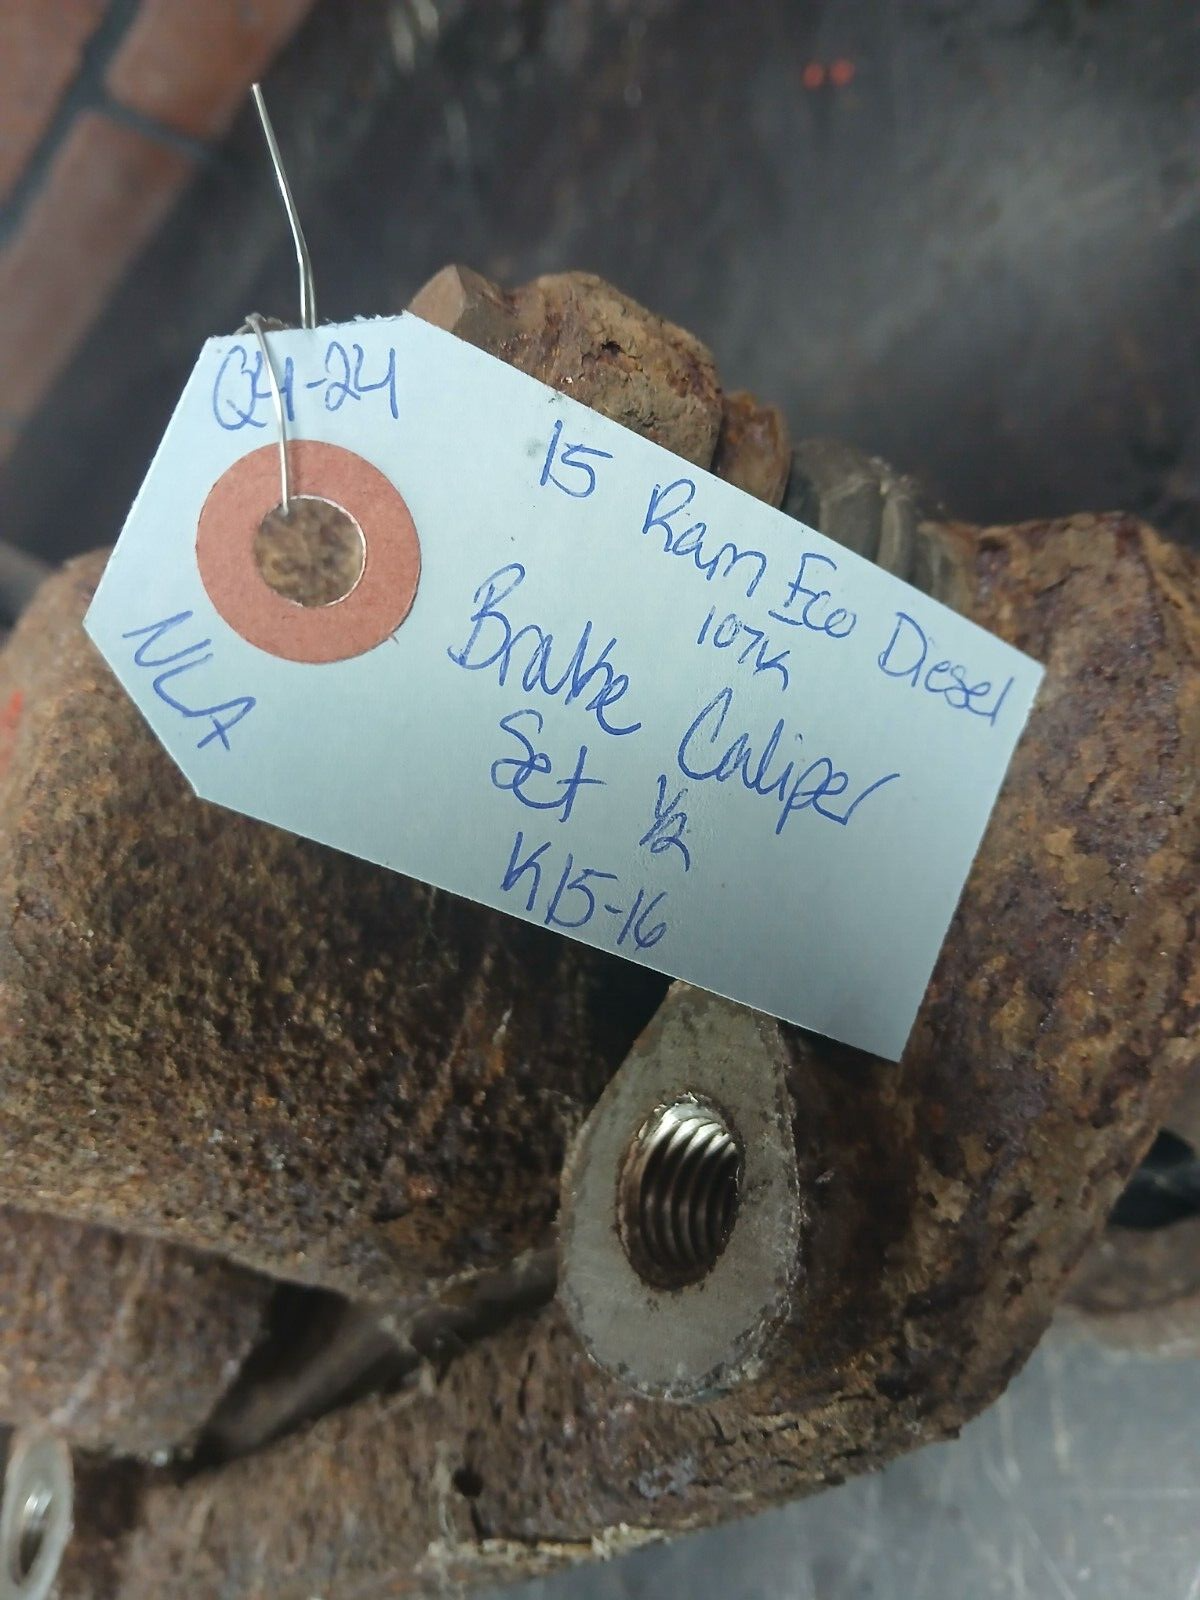 Q4-24
15 Ram Eco Diesel
107K
Brake Caliper
Set 1/2
K15-16
NLA